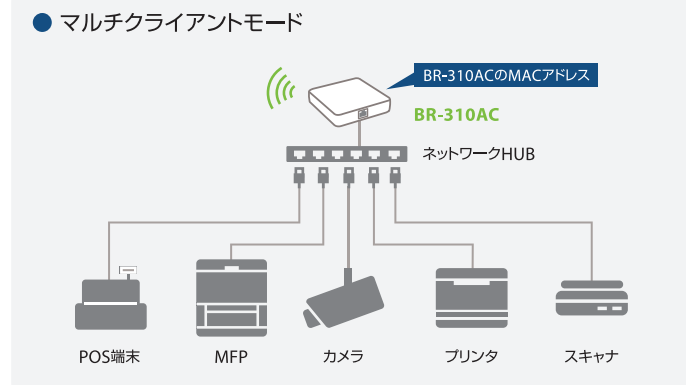 ● マルチクライアントモード
BR-310ACのMACアドレス
BR-310AC
ネットワークHUB
POS端末
MFP
カメラ
プリンタ
スキャナ